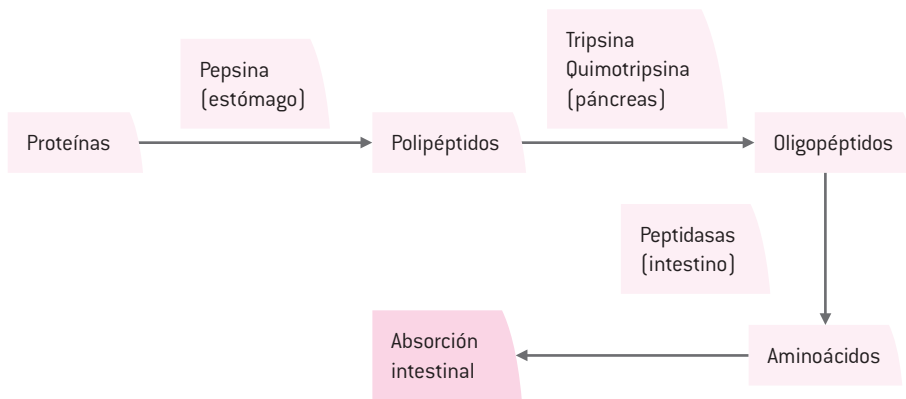 Proteínas
Pepsina
(estómago)
Polipéptidos
Tripsina
Quimotripsina
(páncreas)
Oligopéptidos
Peptidasas
(intestino)
Aminoácidos
Absorción
intestinal